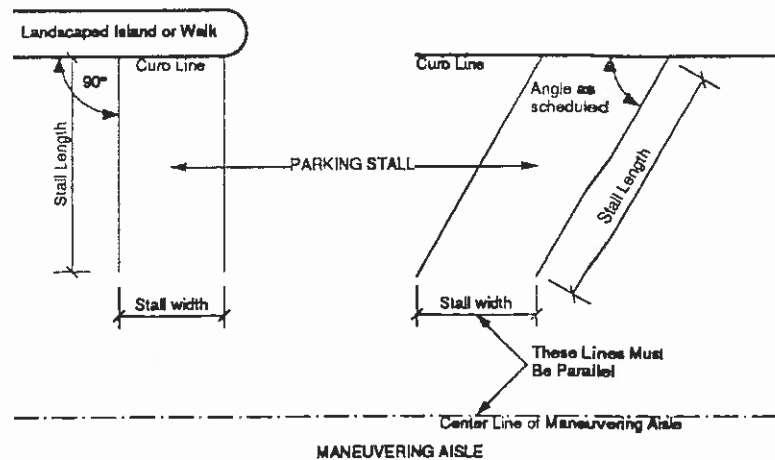 Landscaped Island or Walk
Curb Line
90°
Stall Length
Stall width
PARKING STALL
Curb Line
Angle as
scheduled
Stall Length
Stall width
These Lines Must
Be Parallel
Center Line of Maneuvering Aisle
MANEUVERING AISLE